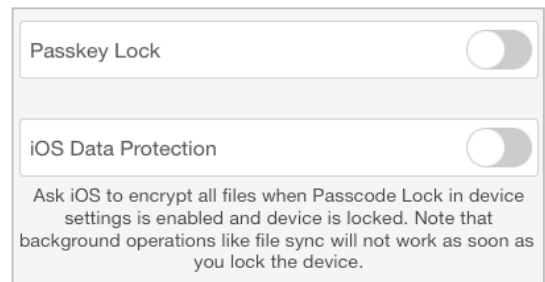 Passkey Lock
iOS Data Protection
Ask iOS to encrypt all files when Passcode Lock in device
settings is enabled and device is locked. Note that
background operations like file sync will not work as soon as
you lock the device.